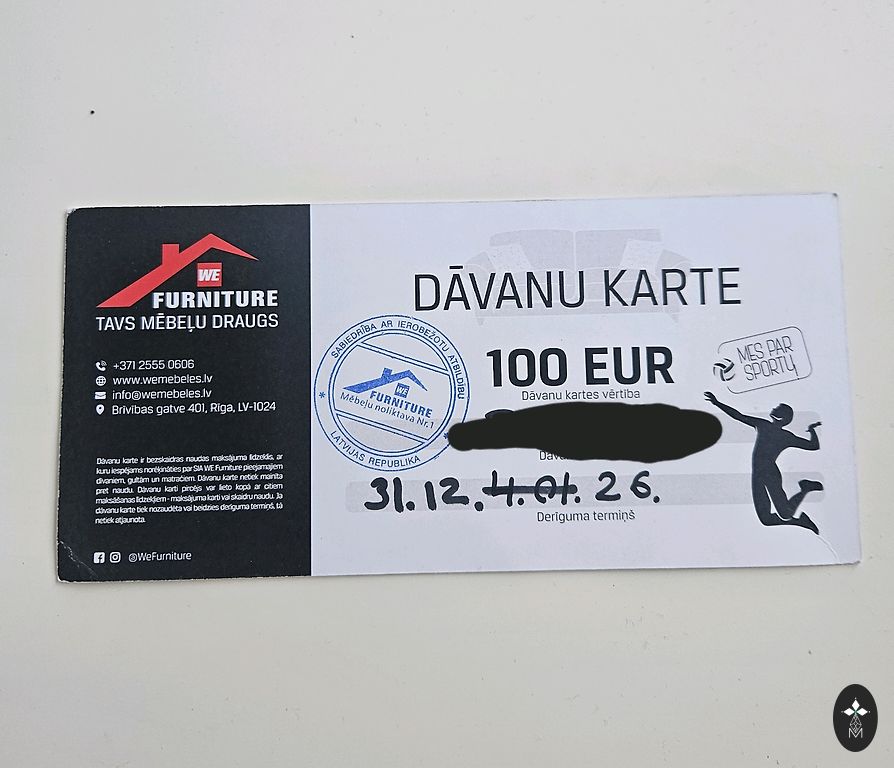 WE
FURNITURE
TAVS MĒBEĻU DRAUGS
+371 2555 0606
www.wemebeles.lv
info@wemebeles.lv
Brīvības gatve 401, Rīga, LV-1024
Dāvanu karte ir bezskaidras naudas maksājuma līdzeklis, ar
kuru iespējams norēķināties par SIA WE Furniture pieejamajiem
dīvaniem, gultām un matračiem. Dāvanu karte netiek mainīta
pret naudu. Dāvanu karti pircējs var lieto kopā ar citiem
maksāšanas līdzekļiem - maksājuma karti vai skaidru naudu. Ja
dāvanu karte tiek nozaudēta vai beidzies derīguma termiņš, tā
netiek atjaunota.
@WeFurniture
DĀVANU KARTE
100 EUR
Dāvanu kartes vērtība
MĒS PAR
SPORTU
SABIEDRĪBA AR IEROBEŽOTU ATBILDĪBU
WE
FURNITURE
Mēbeļu noliktava Nr.1
LATVIJAS REPUBLIKA
31.12.4.01.26.
Derīguma termiņš
M